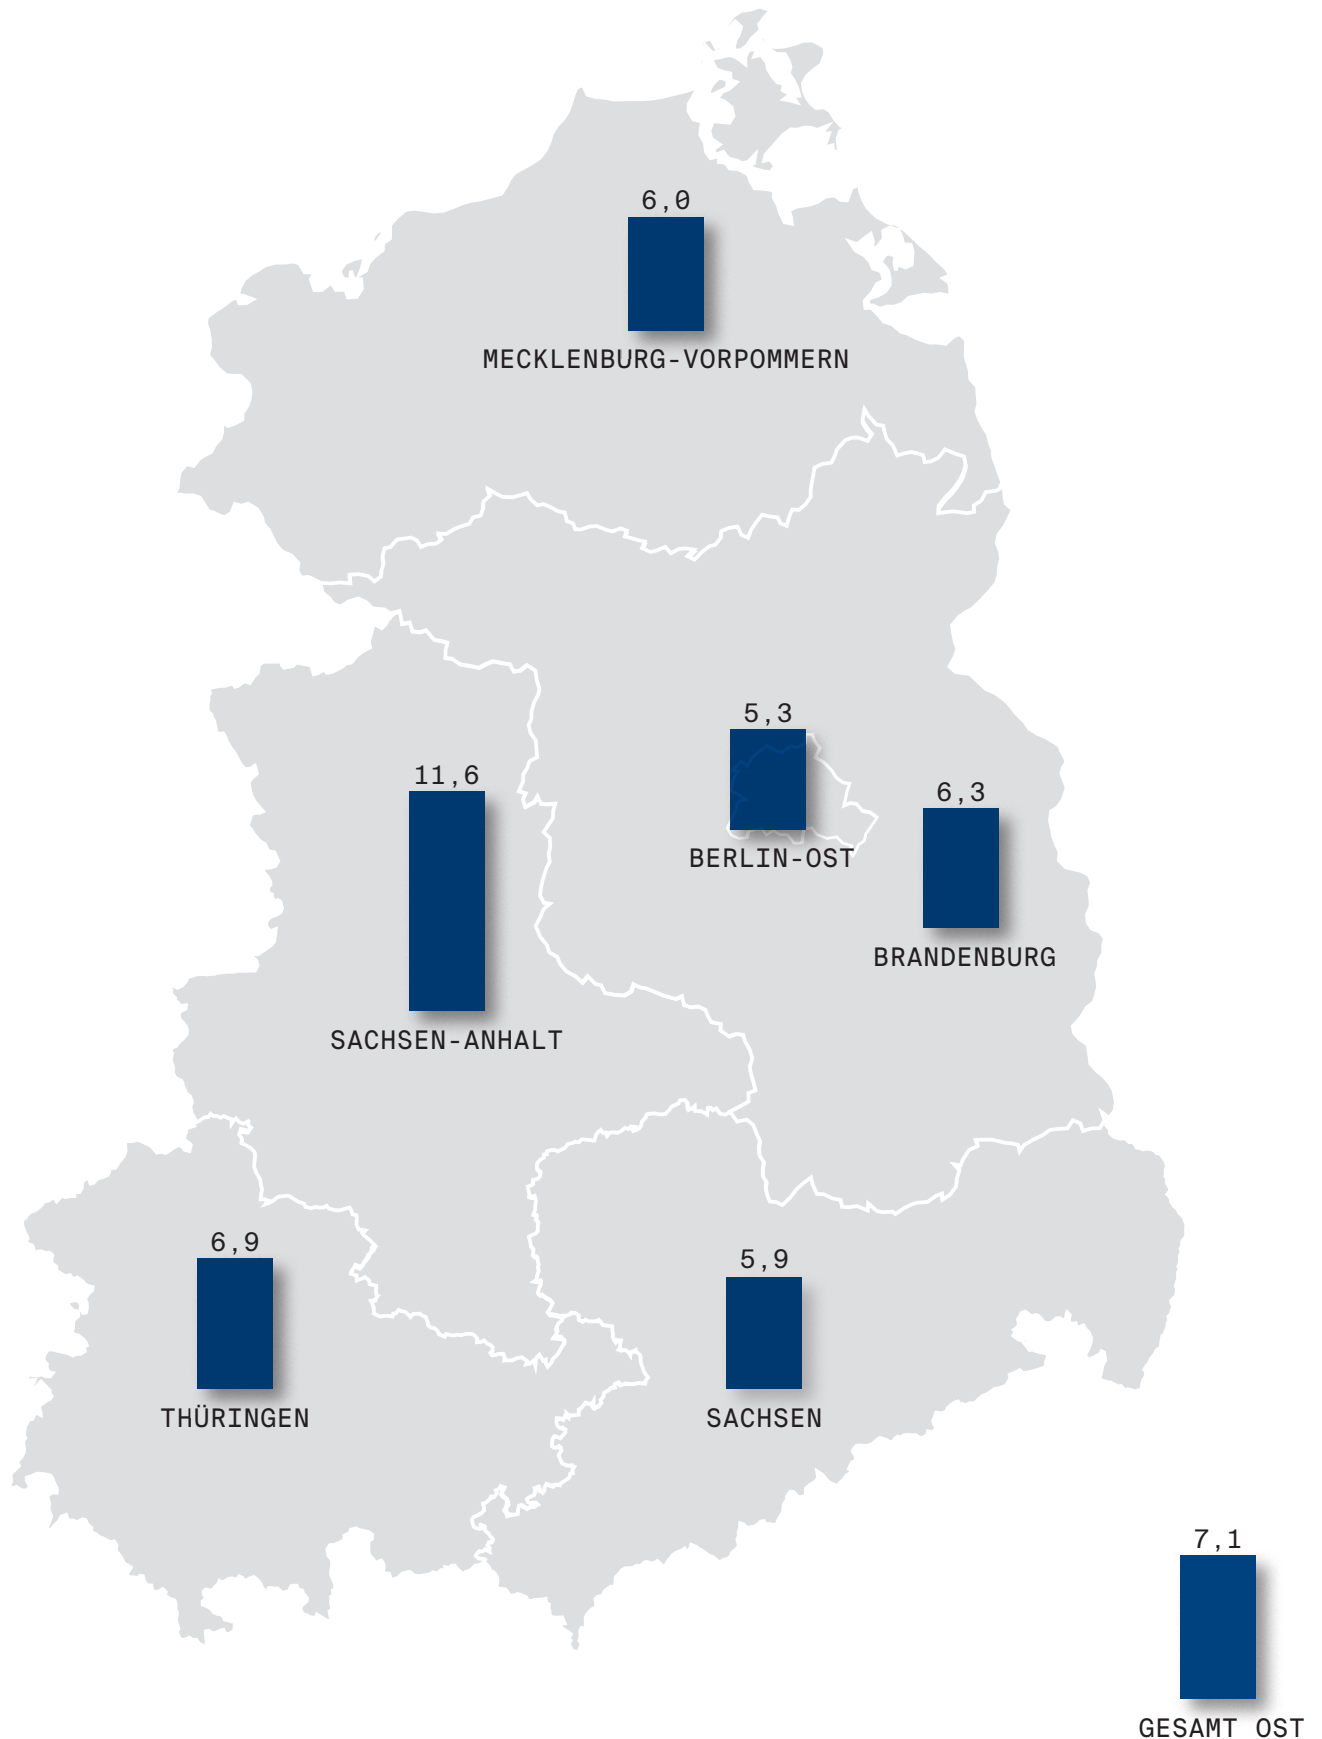 6,0
MECKLENBURG-VORPOMMERN
5,3
BERLIN-OST
11,6
SACHSEN-ANHALT
6,3
BRANDENBURG
6,9
THÜRINGEN
5,9
SACHSEN
7,1
GESAMT OST